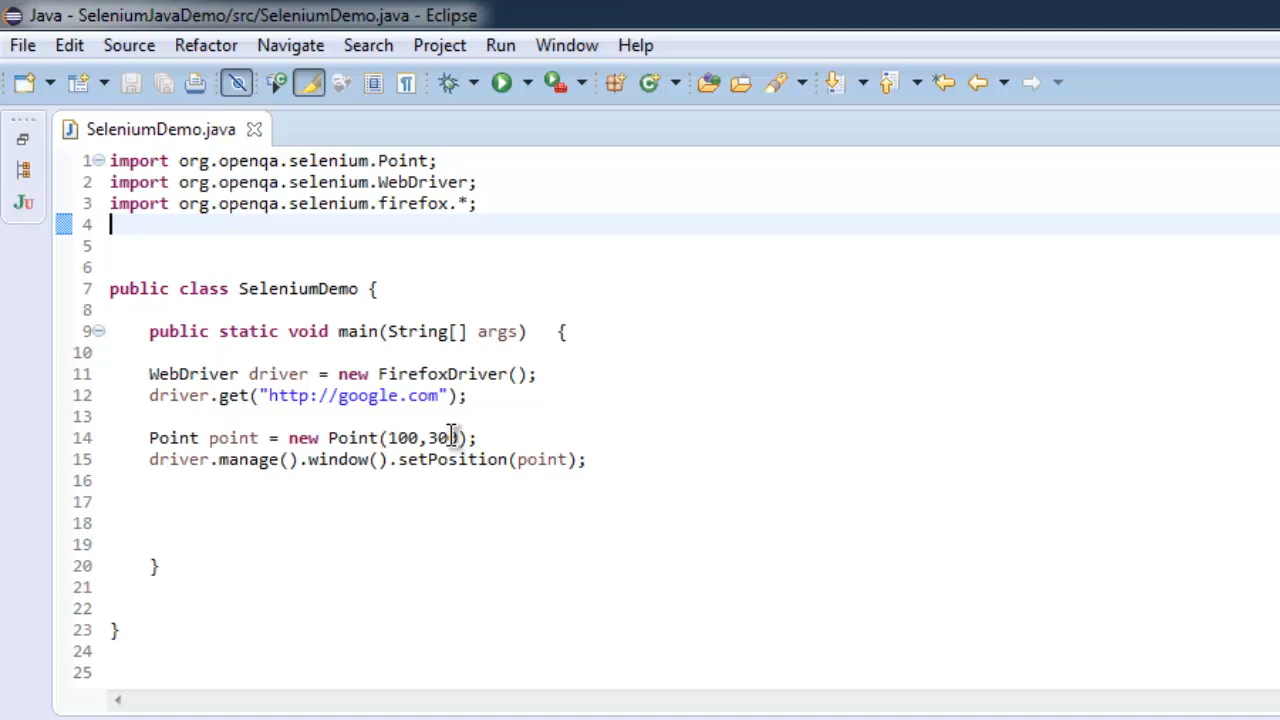 Java - SeleniumJavaDemo/src/SeleniumDemo.java - Eclipse
File Edit Source Refactor Navigate Search Project Run Window Help
SeleniumDemo.java
1 import org.openqa.selenium.Point;
2 import org.openqa.selenium.WebDriver;
3 import org.openqa.selenium.firefox.*;
4
5
6
7 public class SeleniumDemo {
8
9 public static void main(String[] args) {
10
11 WebDriver driver = new FirefoxDriver();
12 driver.get("http://google.com");
13
14 Point point = new Point(100,300);
15 driver.manage().window().setPosition(point);
16
17
18
19
20 }
21
22
23 }
24
25
Ju